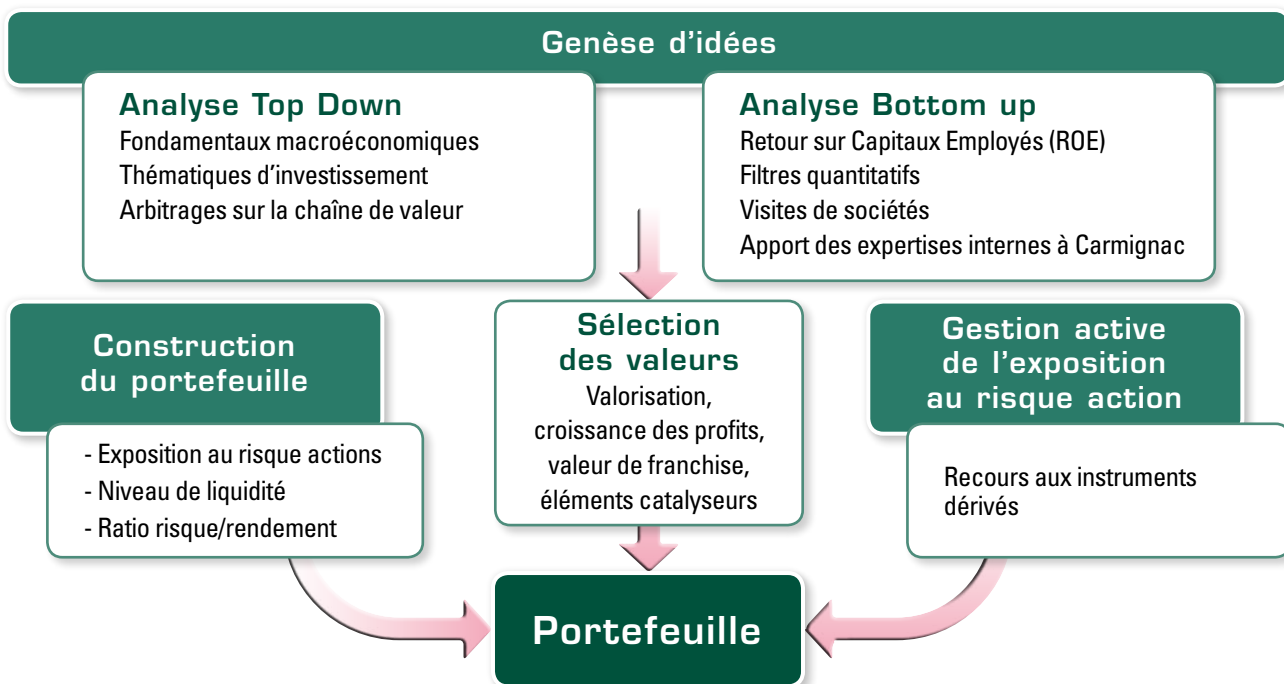 Genèse d’idées
Analyse Top Down
Fondamentaux macroéconomiques
Thématiques d’investissement
Arbitrages sur la chaîne de valeur
Analyse Bottom up
Retour sur Capitaux Employés (ROE)
Filtres quantitatifs
Visites de sociétés
Apport des expertises internes à Carmignac
Construction
du portefeuille
- Exposition au risque actions
- Niveau de liquidité
- Ratio risque/rendement
Sélection
des valeurs
Valorisation,
croissance des profits,
valeur de franchise,
éléments catalyseurs
Gestion active
de l’exposition
au risque action
Recours aux instruments
dérivés
Portefeuille